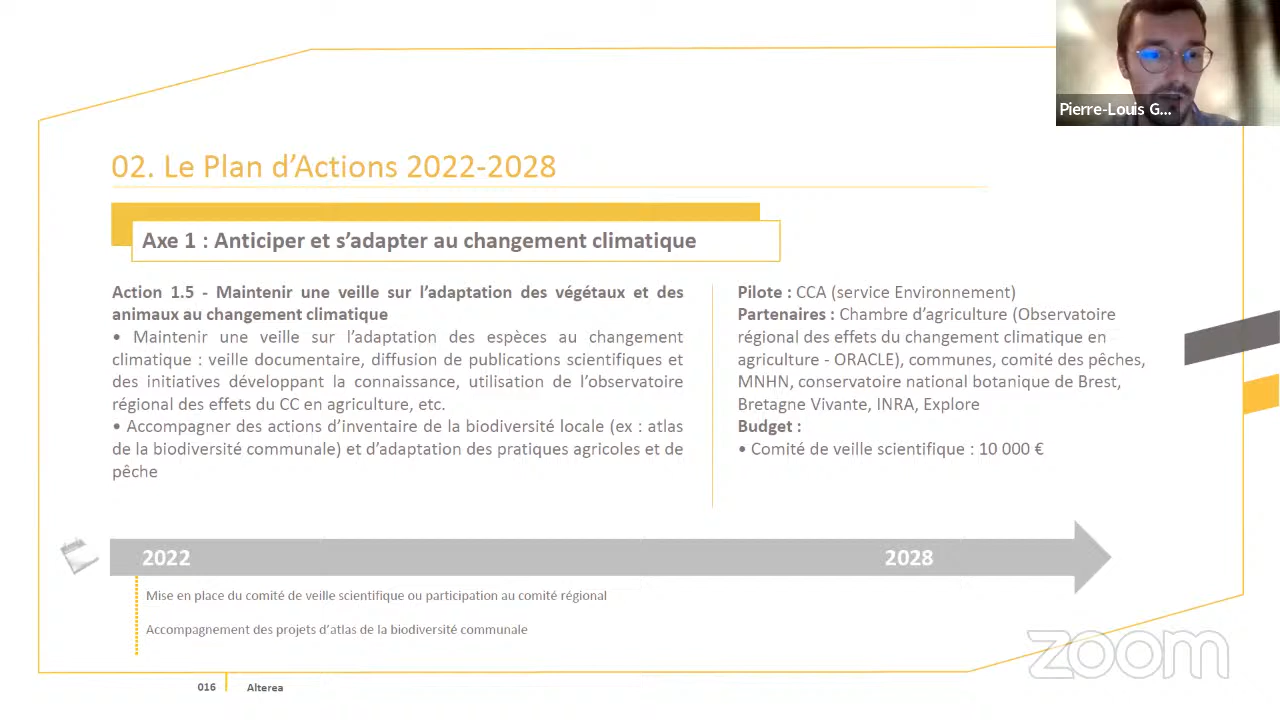 Pierre-Louis G...
02. Le Plan d’Actions 2022-2028
Axe 1 : Anticiper et s’adapter au changement climatique
Action 1.5 - Maintenir une veille sur l’adaptation des végétaux et des
animaux au changement climatique
• Maintenir une veille sur l’adaptation des espèces au changement
climatique : veille documentaire, diffusion de publications scientifiques et
des initiatives développant la connaissance, utilisation de l’observatoire
régional des effets du CC en agriculture, etc.
• Accompagner des actions d’inventaire de la biodiversité locale (ex : atlas
de la biodiversité communale) et d’adaptation des pratiques agricoles et de
pêche
Pilote : CCA (service Environnement)
Partenaires : Chambre d’agriculture (Observatoire
régional des effets du changement climatique en
agriculture - ORACLE), communes, comité des pêches,
MNHN, conservatoire national botanique de Brest,
Bretagne Vivante, INRA, Explore
Budget :
• Comité de veille scientifique : 10 000 €
2022
2028
Mise en place du comité de veille scientifique ou participation au comité régional
Accompagnement des projets d’atlas de la biodiversité communale
zoom
016
Alterea